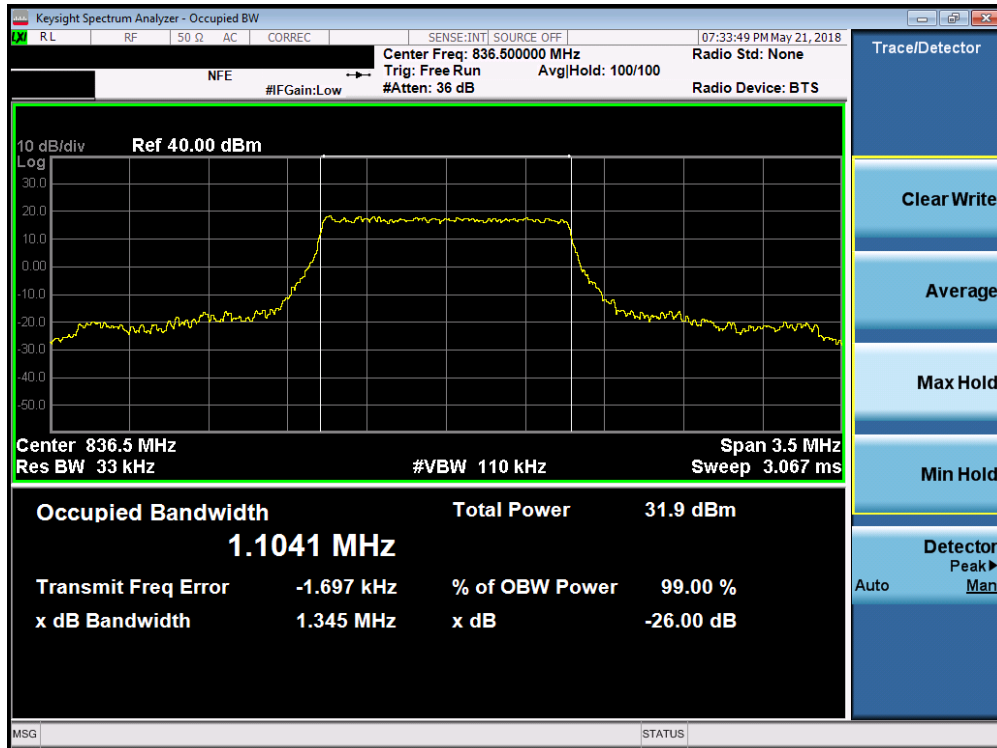 Keysight Spectrum Analyzer - Occupied BW
LXI RL RF 50 Ω AC CORREC SENSE:INT SOURCE OFF 07:33:49 PM May 21, 2018
Center Freq: 836.500000 MHz Radio Std: None
NFE Trig: Free Run Avg|Hold: 100/100
#IFGain:Low #Atten: 36 dB Radio Device: BTS
10 dB/div Ref 40.00 dBm
Log
30.0
20.0
10.0
0.00
-10.0
-20.0
-30.0
-40.0
-50.0
Center 836.5 MHz Span 3.5 MHz
Res BW 33 kHz #VBW 110 kHz Sweep 3.067 ms
Occupied Bandwidth Total Power 31.9 dBm
1.1041 MHz
Transmit Freq Error -1.697 kHz % of OBW Power 99.00 %
x dB Bandwidth 1.345 MHz x dB -26.00 dB
MSG STATUS
Trace/Detector
Clear Write
Average
Max Hold
Min Hold
Detector
Peak▶
Auto Man